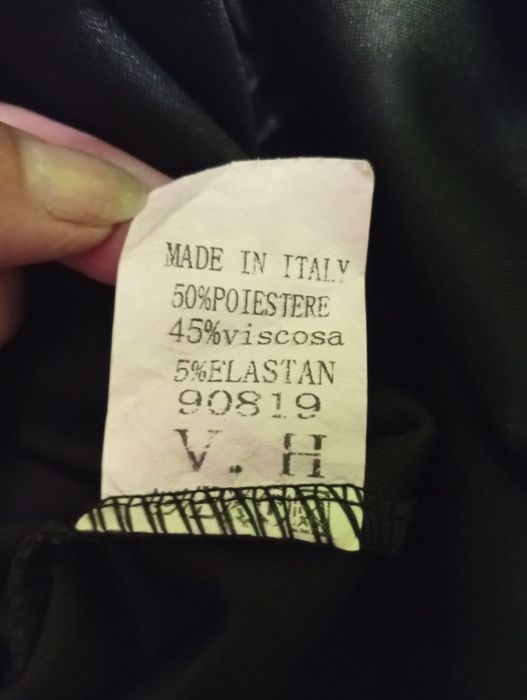 MADE IN ITALY
50%POIESTERE
45%viscosa
5%ELASTAN
90819
V. H